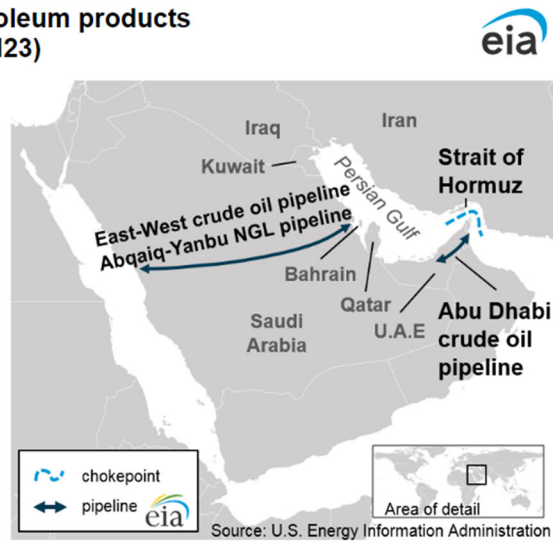 oleum products
123)
eia
Iraq
Iran
Kuwait
Strait of
Hormuz
Persian Gulf
East-West crude oil pipeline
Abqaiq-Yanbu NGL pipeline
Bahrain
Qatar
U.A.E
Saudi
Arabia
Abu Dhabi
crude oil
pipeline
chokepoint
pipeline
eia
Area of detail
Source: U.S. Energy Information Administration